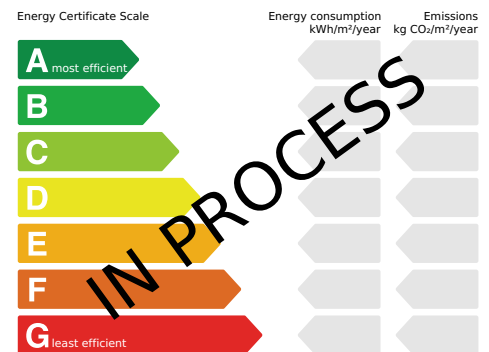 Energy Certificate Scale
Energy consumption
kWh/m²/year
Emissions
kg CO₂/m²/year
A most efficient
B
C
D
E
F
G least efficient
IN PROCESS